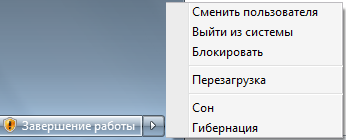 Сменить пользователя
Выйти из системы
Блокировать
Перезагрузка
Сон
Гибернация
Завершение работы